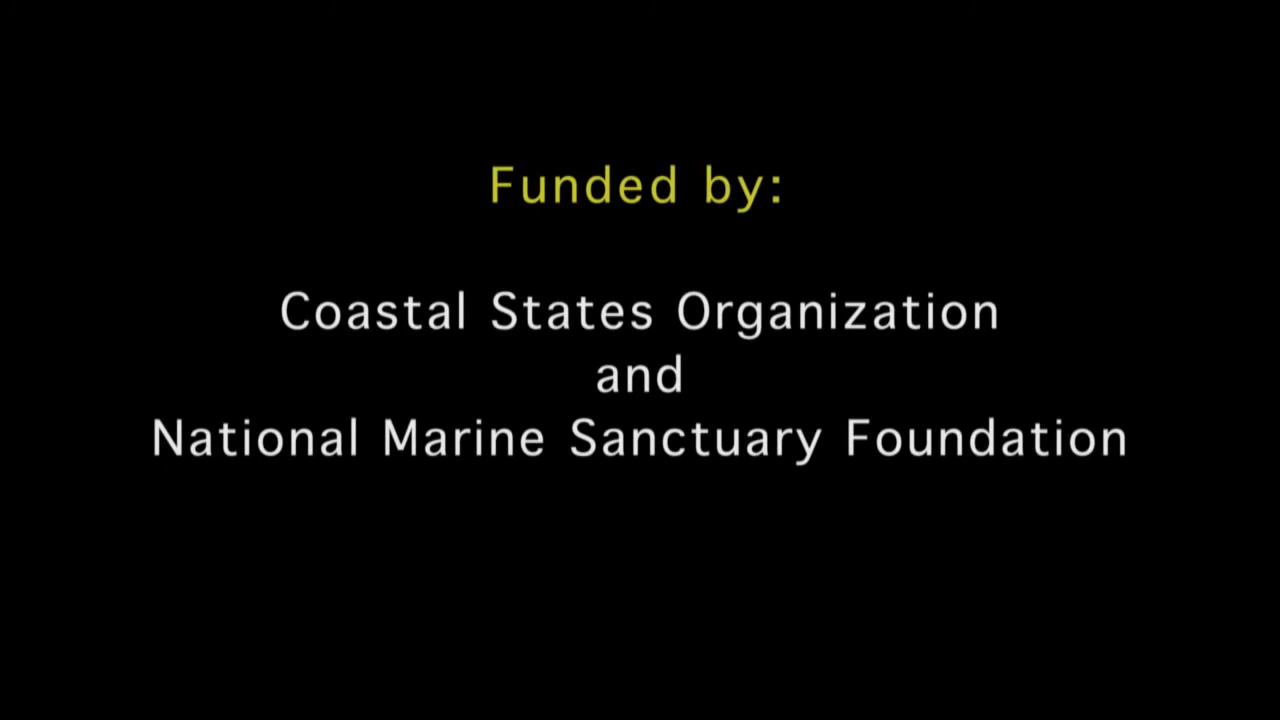 Funded by:
Coastal States Organization
and
National Marine Sanctuary Foundation